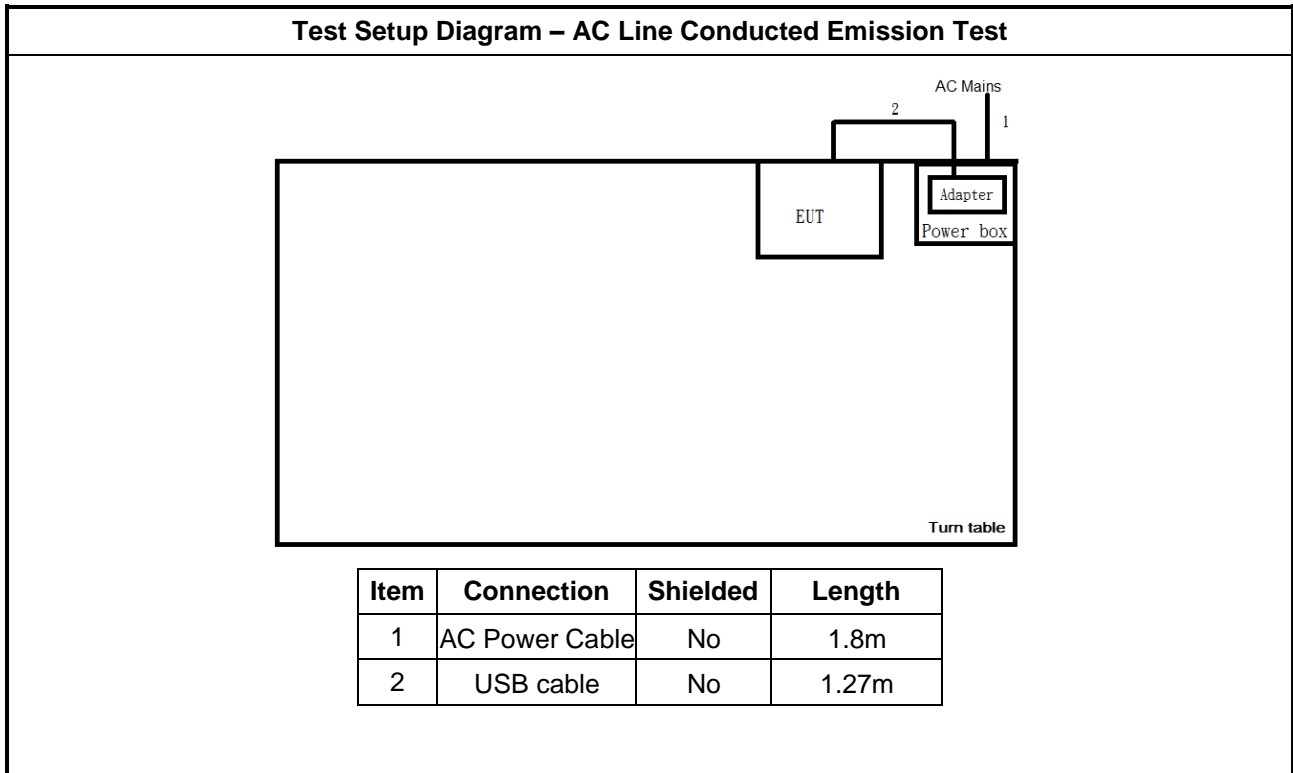 Test Setup Diagram – AC Line Conducted Emission Test
AC Mains
2
1
Adapter
EUT
Power box
Turn table
Item Connection Shielded Length
1 AC Power Cable No 1.8m
2 USB cable No 1.27m